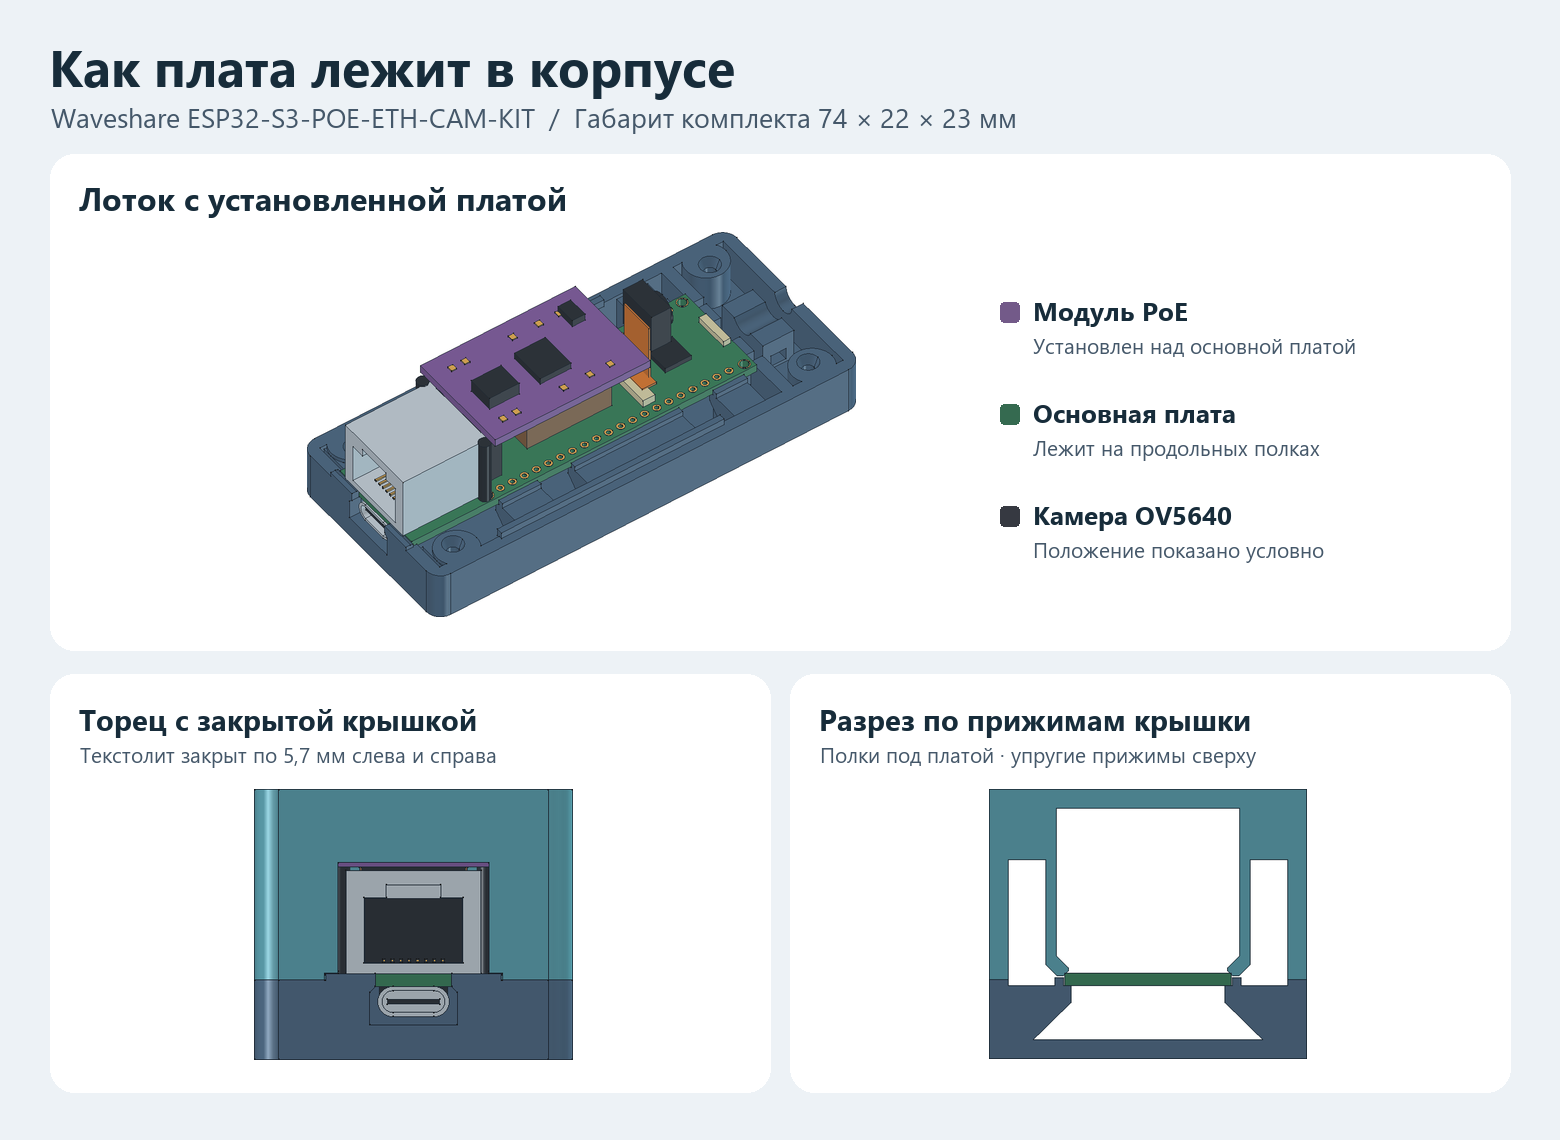 Как плата лежит в корпусе
Waveshare ESP32-S3-POE-ETH-CAM-KIT / Габарит комплекта 74 × 22 × 23 мм
Лоток с установленной платой
Модуль PoE
Установлен над основной платой
Основная плата
Лежит на продольных полках
Камера OV5640
Положение показано условно
Торец с закрытой крышкой
Текстолит закрыт по 5,7 мм слева и справа
Разрез по прижимам крышки
Полки под платой · упругие прижимы сверху